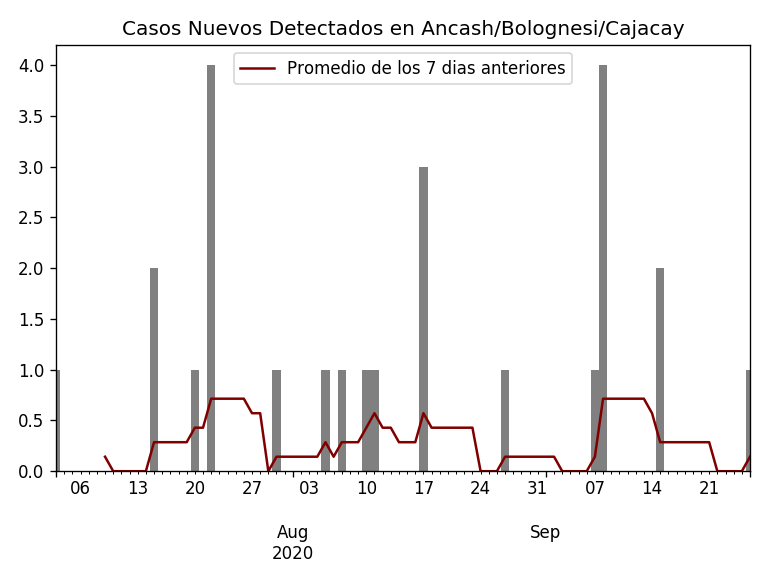 Casos Nuevos Detectados en Ancash/Bolognesi/Cajacay
Promedio de los 7 dias anteriores
4.0
3.5
3.0
2.5
2.0
1.5
1.0
0.5
0.0
06 13 20 27 03 10 17 24 31 07 14 21
Aug Sep
2020